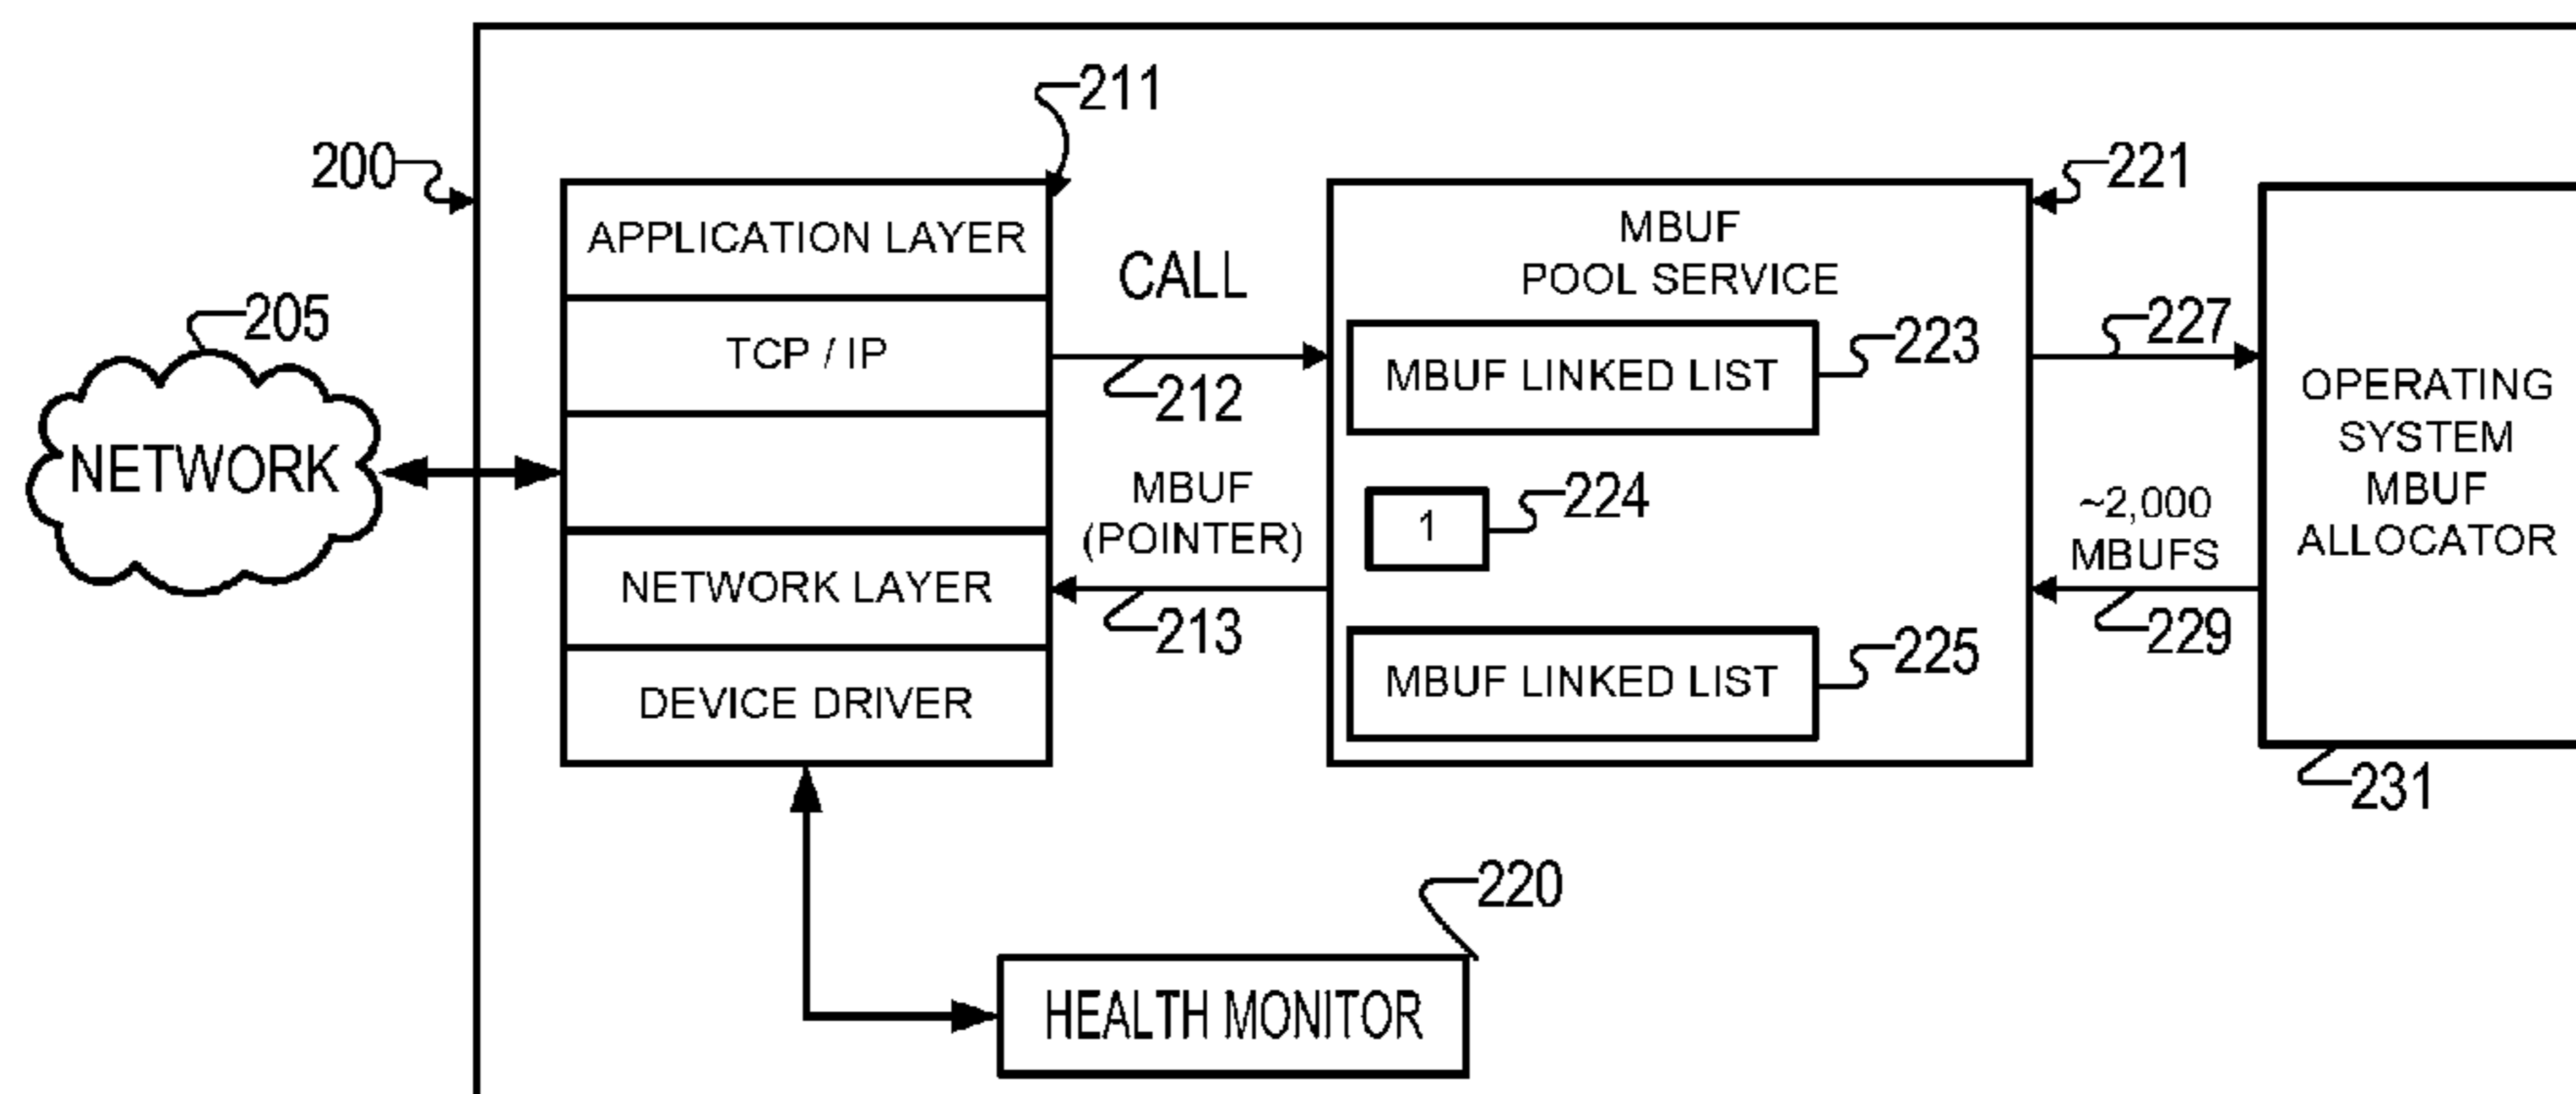 211
200
221
APPLICATION LAYER
MBUF
POOL SERVICE
CALL
205
227
TCP / IP
223
MBUF LINKED LIST
212
OPERATING
SYSTEM
MBUF
ALLOCATOR
NETWORK
MBUF
(POINTER)
224
1
~2,000
MBUFS
NETWORK LAYER
213
229
225
MBUF LINKED LIST
DEVICE DRIVER
231
220
HEALTH MONITOR